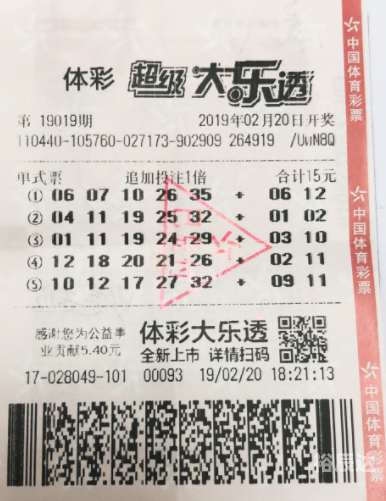 体彩 超级大乐透
第 19019期 2019年02月20日开奖
110440-105760-027173-902909 264919 /UnN8Q
单式票 追加投注1倍 合计15元
① 06 07 10 26 35 + 06 12
② 04 11 19 25 32 + 01 02
③ 01 11 19 24 29 + 03 10
④ 12 18 20 21 26 + 02 11
⑤ 10 12 17 27 32 + 09 11
感谢您为公益事
业贡献5.40元
体彩大乐透
全新上市 详情扫码
17-028049-101 00093 19/02/20 18:21:13
中国体育彩票
中国体育彩票
中国体育彩票